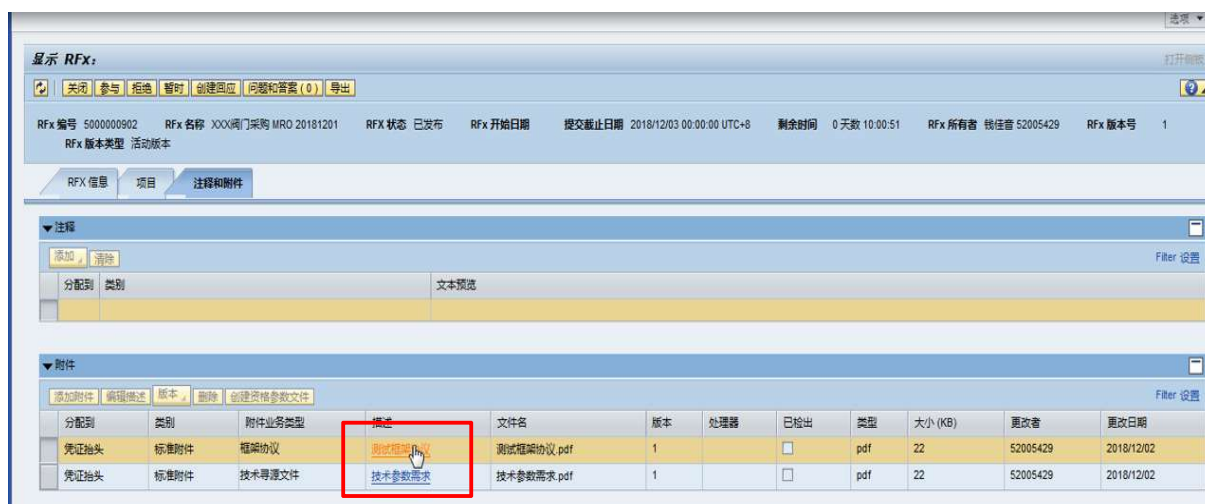 选项
显示 RFx：
打开侧板
关闭 参与 拒绝 暂时 创建回应 问题和答案 ( 0 ) 导出
RFx 编号 5000000902 RFx 名称 XXX阀门采购 MRO 20181201 RFX 状态 已发布 RFx 开始日期 提交截止日期 2018/12/03 00:00:00 UTC+8 剩余时间 0 天数 10:00:51 RFx 所有者 钱佳音 52005429 RFx 版本号 1
RFx 版本类型 活动版本
RFX 信息 项目 注释和附件
注释
添加 清除 Filter 设置
分配到 类别 文本预览
附件
添加附件 编辑描述 版本 删除 创建资格参数文件 Filter 设置
分配到 类别 附件业务类型 描述 文件名 版本 处理器 已检出 类型 大小 (KB) 更改者 更改日期
凭证抬头 标准附件 框架协议 测试框架协议 测试框架协议.pdf 1 pdf 22 52005429 2018/12/02
凭证抬头 标准附件 技术寻源文件 技术参数需求 技术参数需求.pdf 1 pdf 22 52005429 2018/12/02